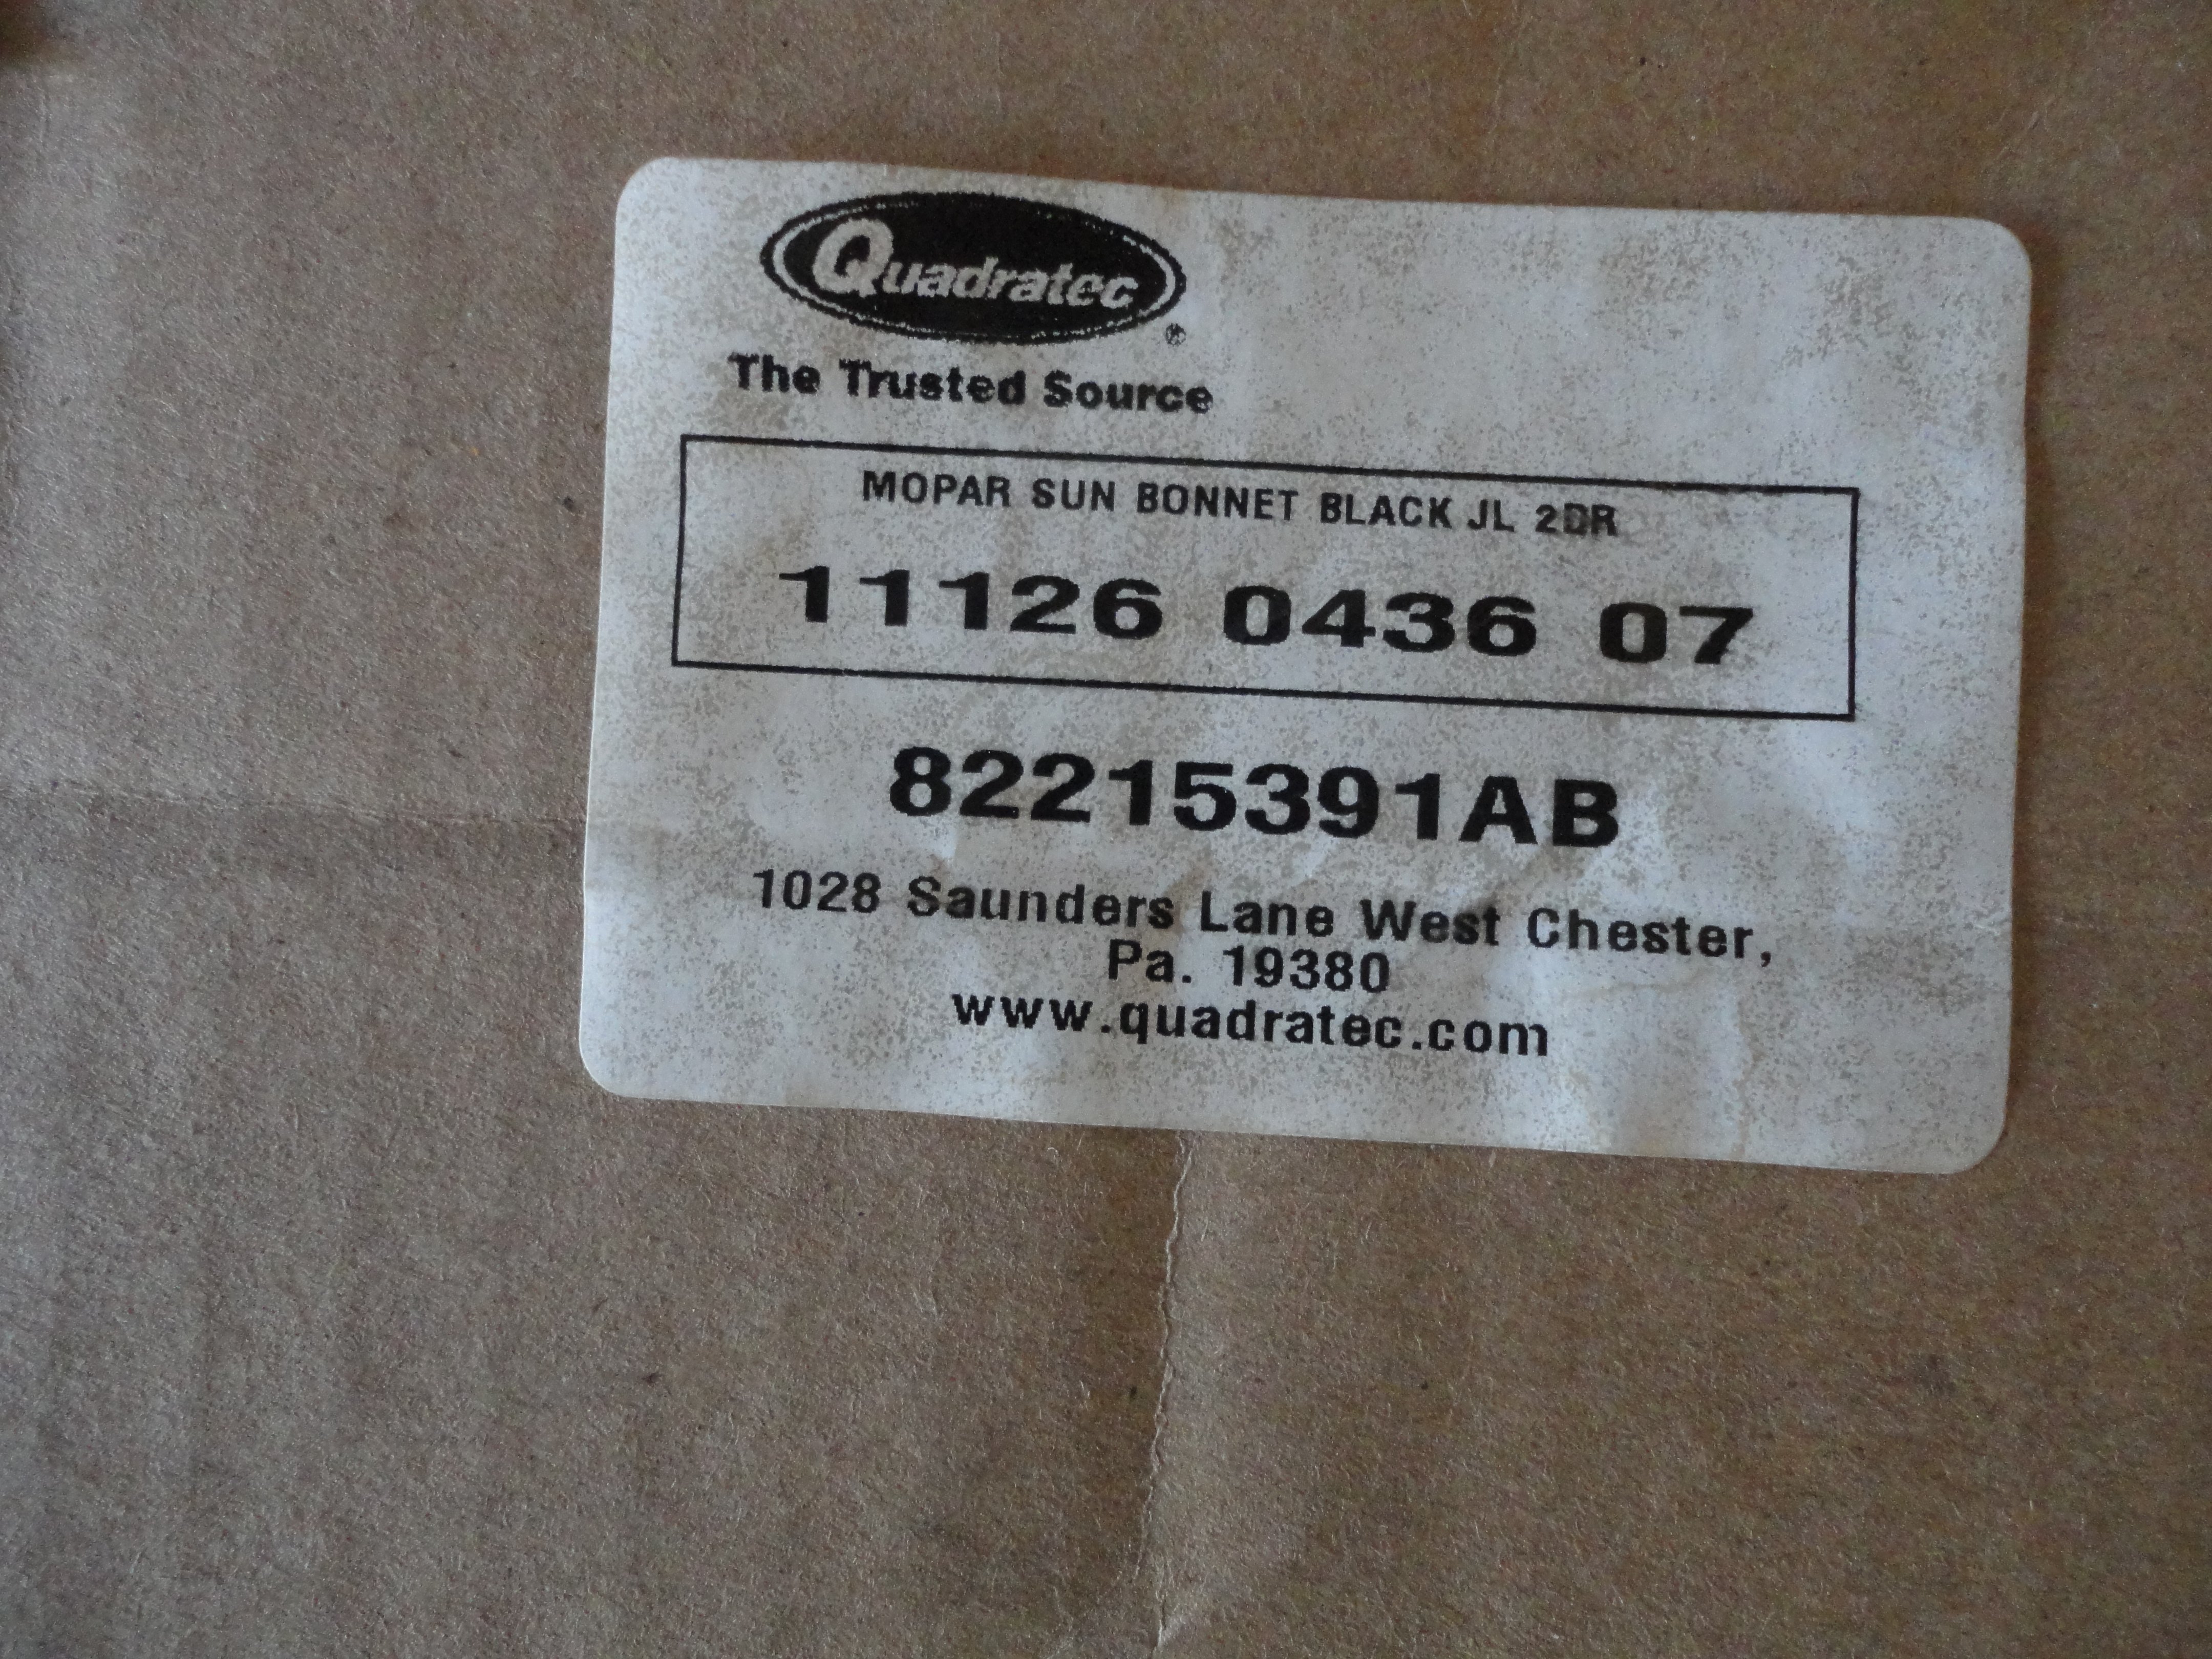 Quadratec®
The Trusted Source
MOPAR SUN BONNET BLACK JL 2DR
11126 0436 07
82215391AB
1028 Saunders Lane West Chester,
Pa. 19380
www.quadratec.com